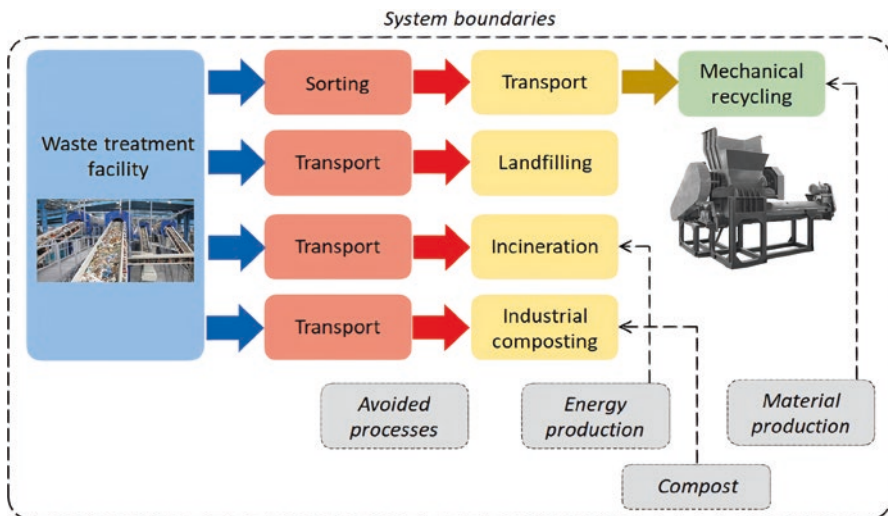 System boundaries
Sorting
Transport
Mechanical
recycling
Waste treatment
facility
Transport
Landfilling
Transport
Incineration
Transport
Industrial
composting
Avoided
processes
Energy
production
Material
production
Compost